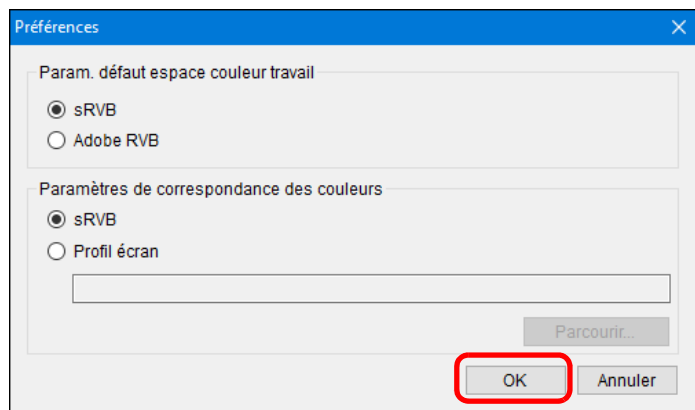 Préférences
Param. défaut espace couleur travail
sRVB
Adobe RVB
Paramètres de correspondance des couleurs
sRVB
Profil écran
Parcourir...
OK Annuler